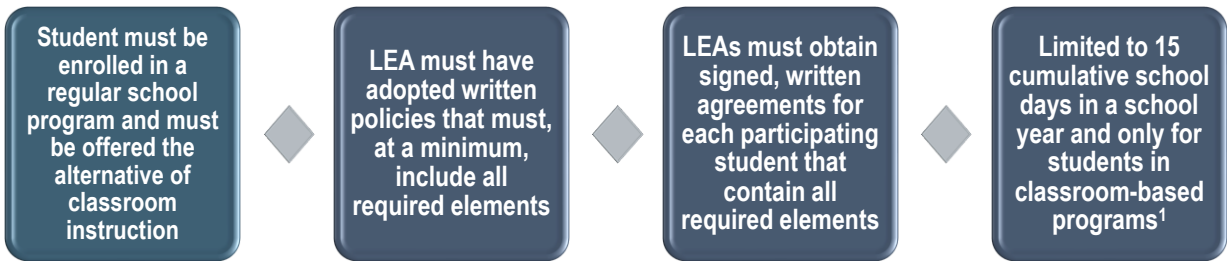 Student must be
enrolled in a
regular school
program and must
be offered the
alternative of
classroom
instruction
LEA must have
adopted written
policies that must,
at a minimum,
include all
required elements
LEAs must obtain
signed, written
agreements for
each participating
student that
contain all
required elements
Limited to 15
cumulative school
days in a school
year and only for
students in
classroom-based
programs¹